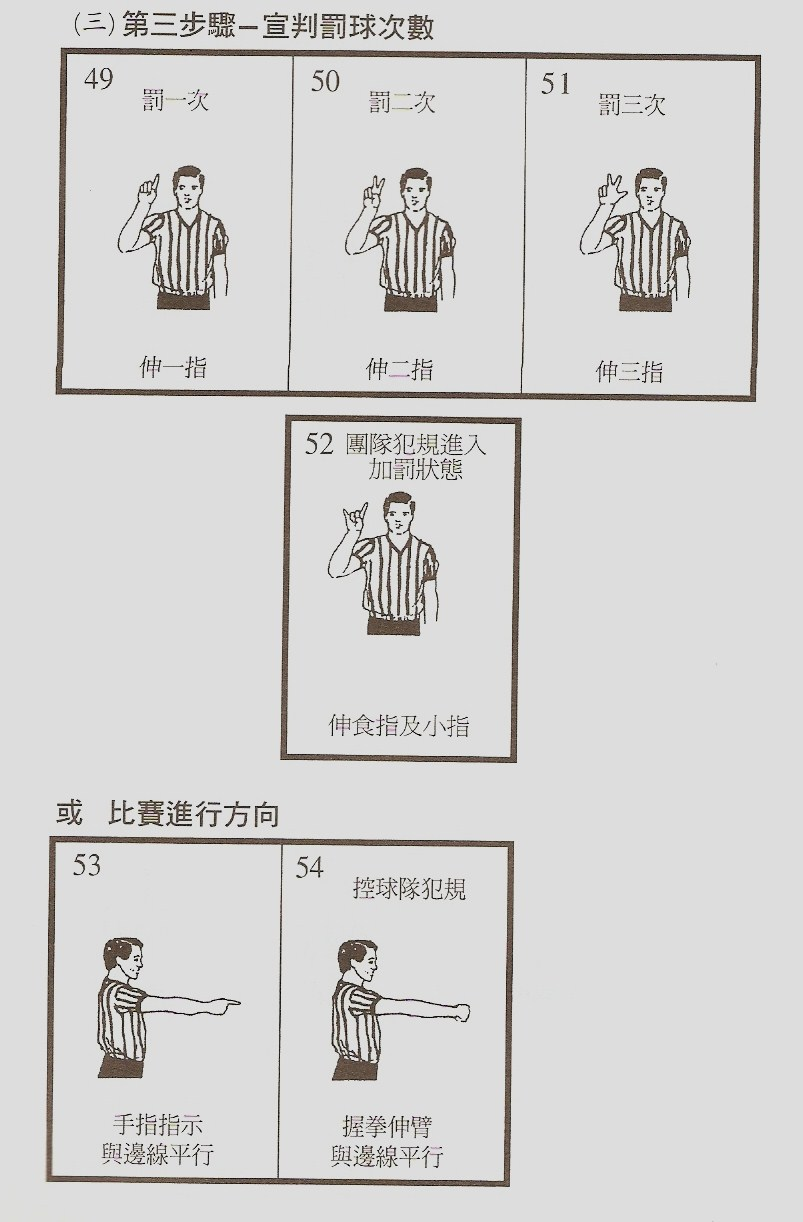 (三)第三步驟–宣判罰球次數
49
罰一次
伸一指
50
罰二次
伸二指
51
罰三次
伸三指
52 團隊犯規進入
加罰狀態
伸食指及小指
或 比賽進行方向
53
手指指示
與邊線平行
54
控球隊犯規
握拳伸臂
與邊線平行